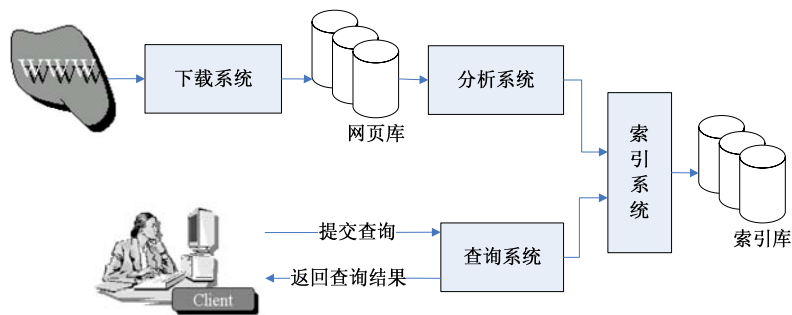 WWW
下载系统
网页库
分析系统
索引系统
索引库
提交查询
查询系统
返回查询结果
Client